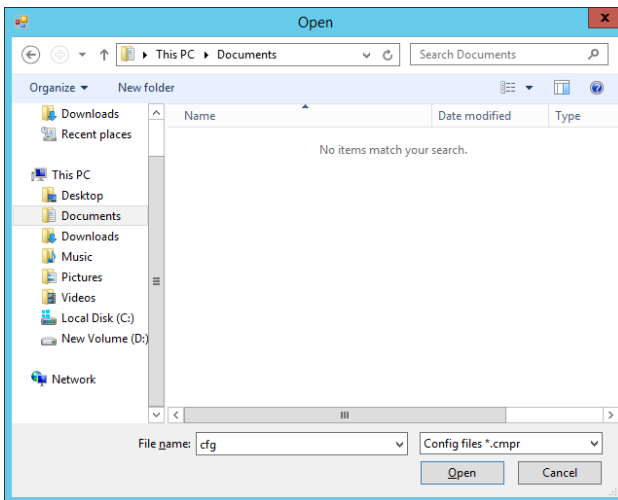 Open
x
This PC Documents
Search Documents
Organize New folder
Downloads
Recent places
This PC
Desktop
Documents
Downloads
Music
Pictures
Videos
Local Disk (C:)
New Volume (D:)
Network
Name Date modified Type
No items match your search.
File name: cfg Config files *.cmpr
Open Cancel